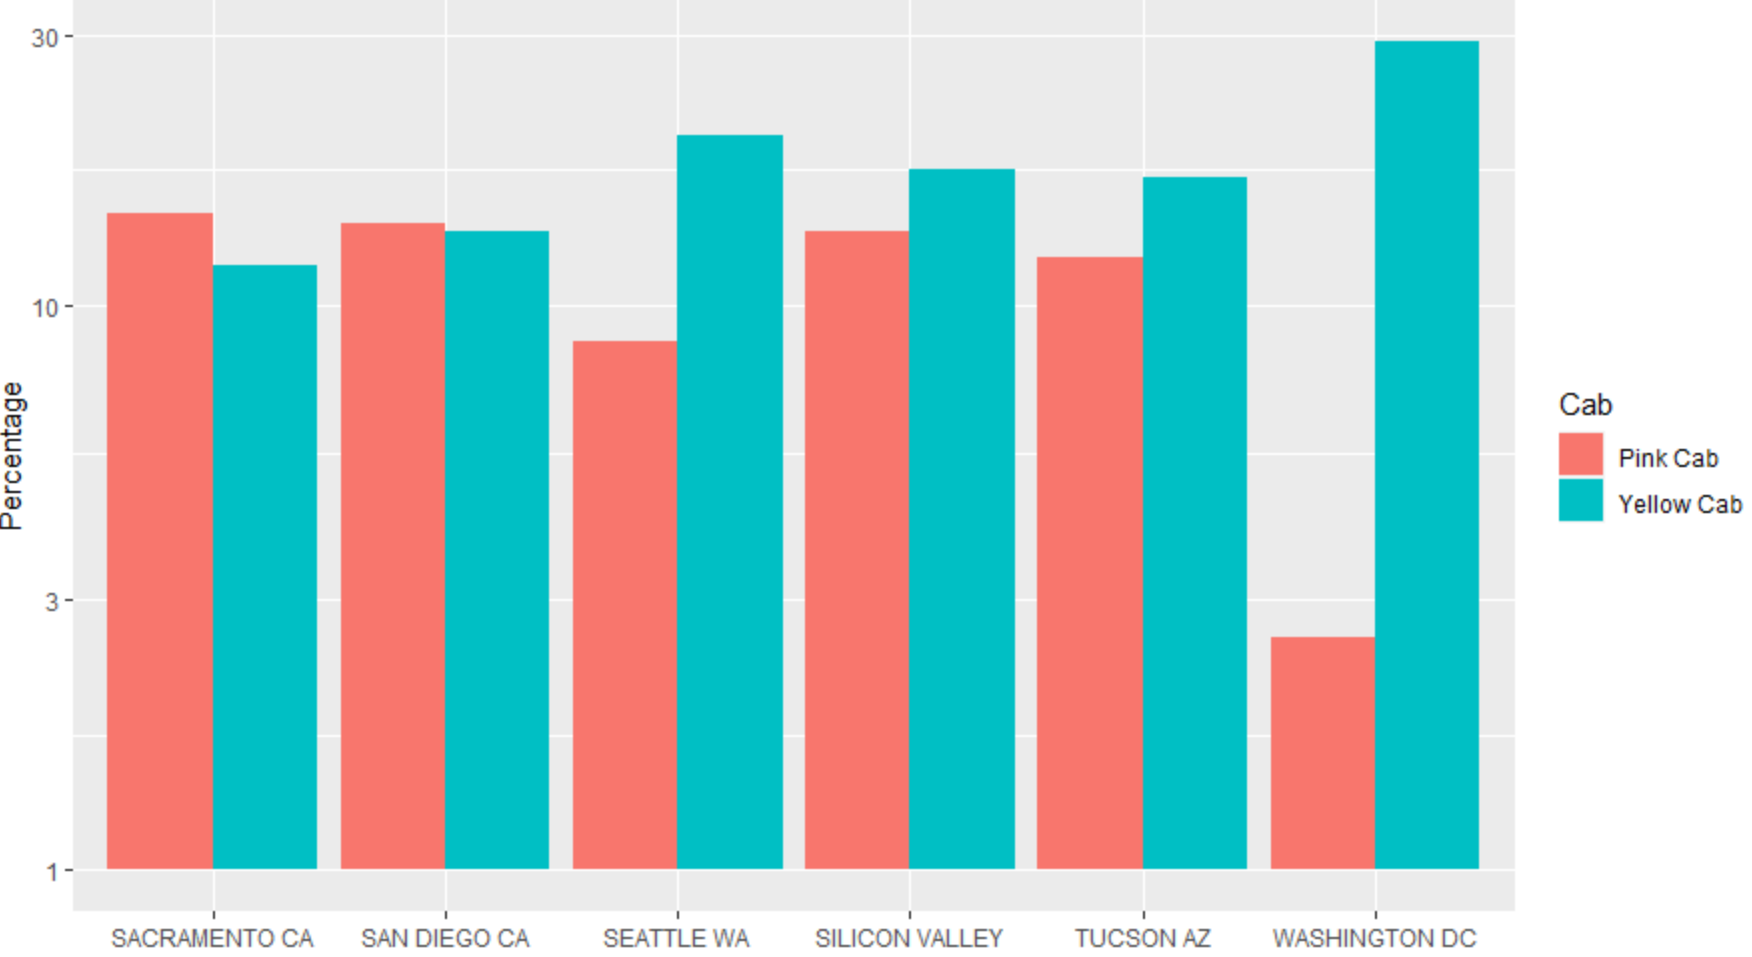 30
10
3
1
Percentage
SACRAMENTO CA
SAN DIEGO CA
SEATTLE WA
SILICON VALLEY
TUCSON AZ
WASHINGTON DC
Cab
Pink Cab
Yellow Cab